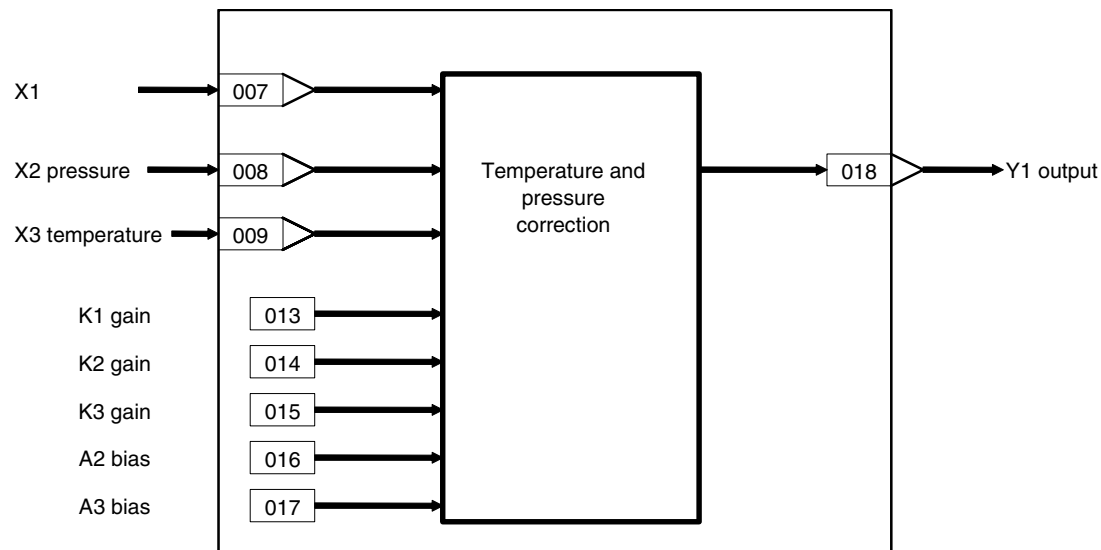 X1
007
X2 pressure
008
X3 temperature
009
Temperature and
pressure
correction
018
Y1 output
K1 gain
013
K2 gain
014
K3 gain
015
A2 bias
016
A3 bias
017